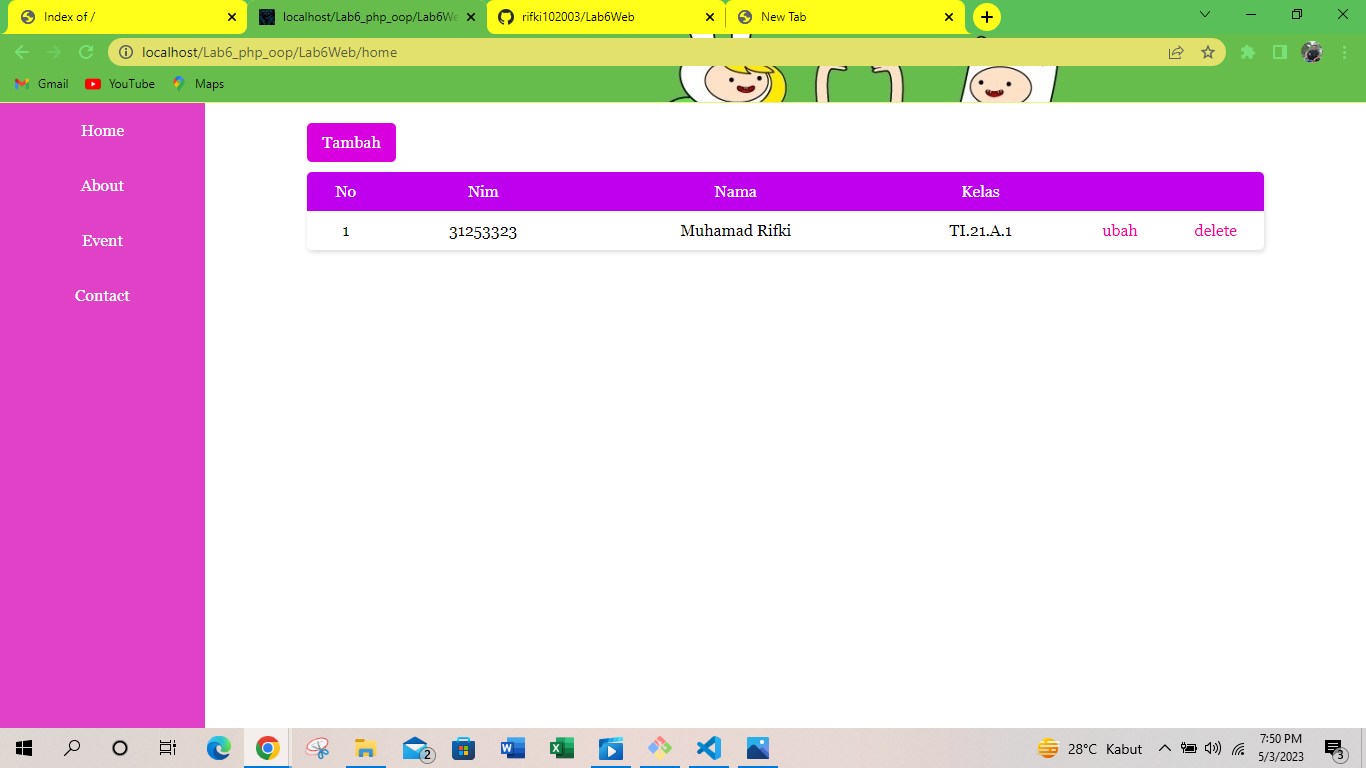 Index of /
localhost/Lab6_php_oop/Lab6We
rifki102003/Lab6Web
New Tab
localhost/Lab6_php_oop/Lab6Web/home
Gmail YouTube Maps
Home
About
Event
Contact
Tambah
No Nim Nama Kelas
1 31253323 Muhamad Rifki TI.21.A.1 ubah delete
2
28°C Kabut
7:50 PM
5/3/2023
3